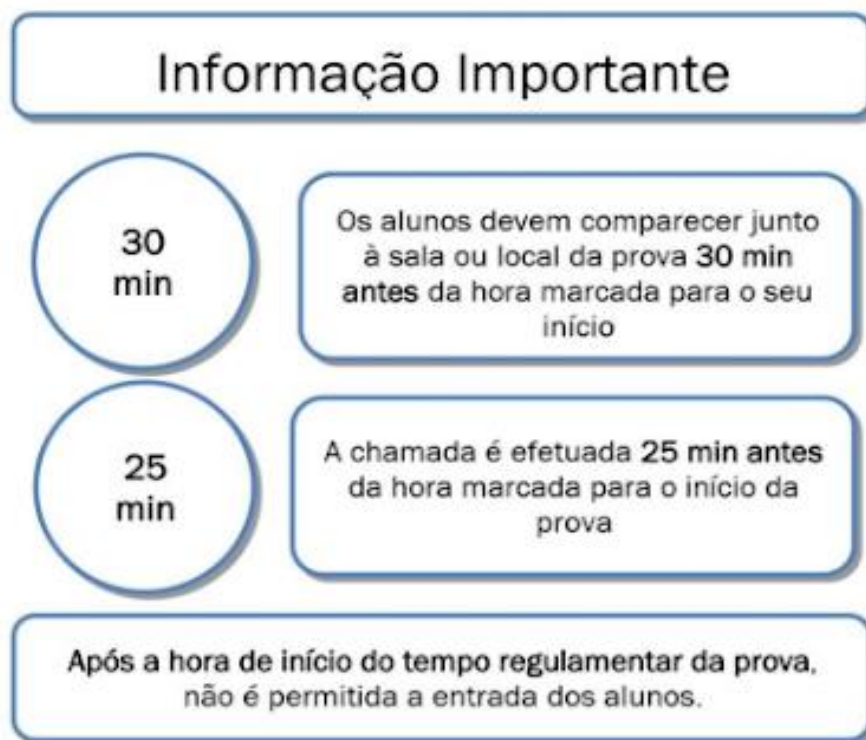 Informação Importante
30
min
Os alunos devem comparecer junto
à sala ou local da prova 30 min
antes da hora marcada para o seu
início
25
min
A chamada é efetuada 25 min antes
da hora marcada para o início da
prova
Após a hora de início do tempo regulamentar da prova,
não é permitida a entrada dos alunos.